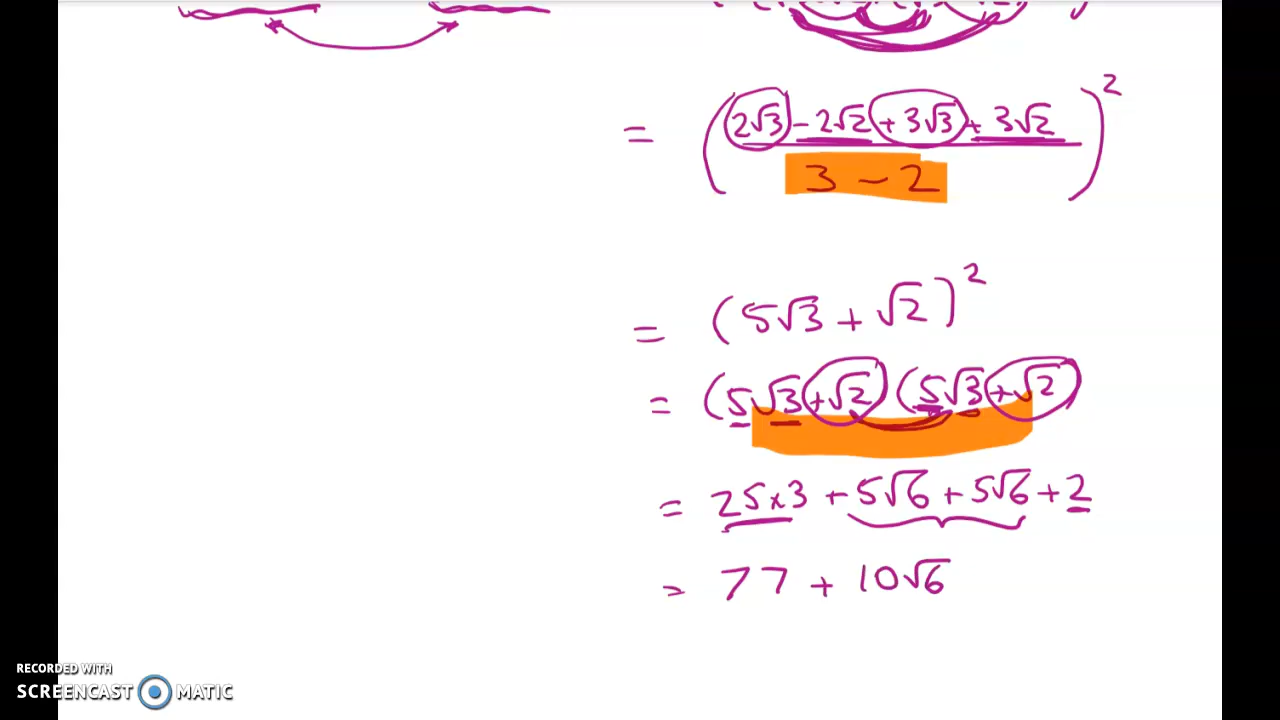 = ( (2√3 - 2√2 + 3√3 + 3√2) / (3 - 2) )²
= (5√3 + √2)²
= (5√3 + √2) (5√3 + √2)
= 25×3 + 5√6 + 5√6 + 2
= 77 + 10√6
RECORDED WITH
SCREENCAST MATIC